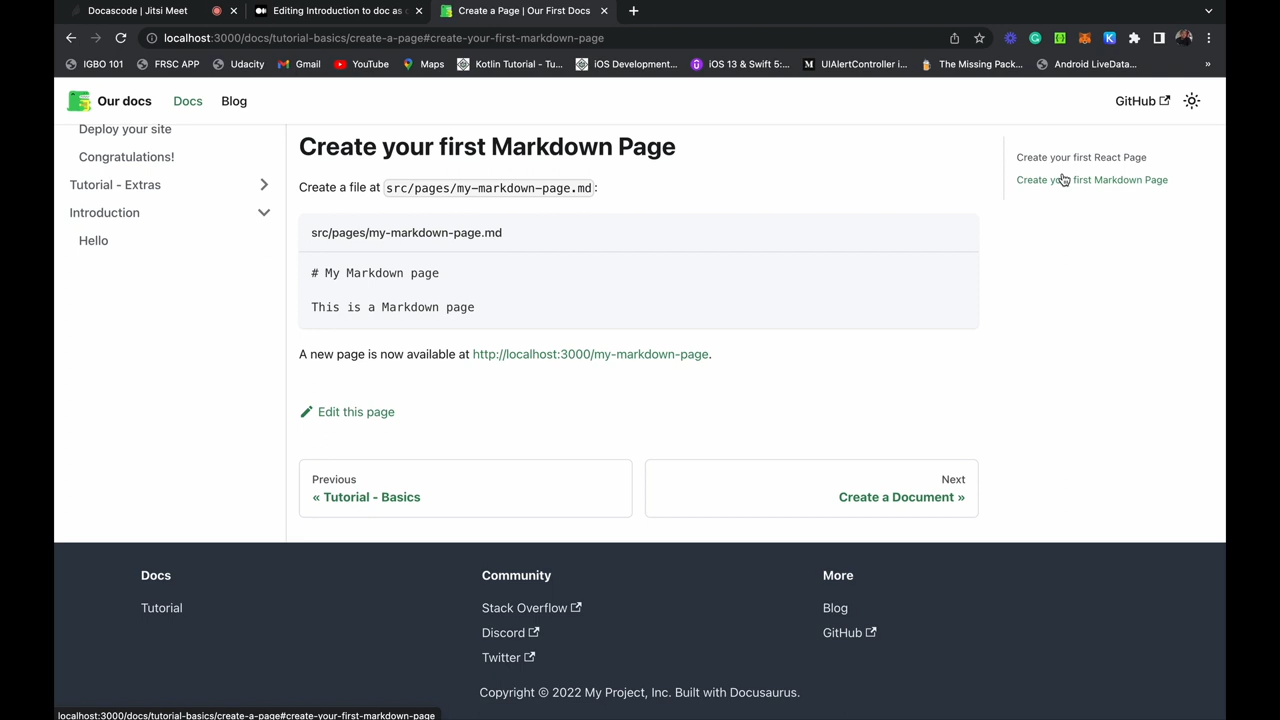 Docascode | Jitsi Meet
Editing Introduction to doc as
Create a Page | Our First Docs
localhost:3000/docs/tutorial-basics/create-a-page#create-your-first-markdown-page
IGBO 101
FRSC APP
Udacity
Gmail
YouTube
Maps
Kotlin Tutorial - Tu...
iOS Development...
iOS 13 & Swift 5:...
UIAlertController i...
The Missing Pack...
Android LiveData...
»
Our docs
Docs
Blog
GitHub
Deploy your site
Congratulations!
Tutorial - Extras
Introduction
Hello
Create your first Markdown Page
Create a file at src/pages/my-markdown-page.md:
src/pages/my-markdown-page.md
# My Markdown page
This is a Markdown page
A new page is now available at http://localhost:3000/my-markdown-page.
Edit this page
Previous
« Tutorial - Basics
Next
Create a Document »
Create your first React Page
Create your first Markdown Page
Docs
Tutorial
Community
Stack Overflow
Discord
Twitter
More
Blog
GitHub
Copyright © 2022 My Project, Inc. Built with Docusaurus.
localhost:3000/docs/tutorial-basics/create-a-page#create-your-first-markdown-page